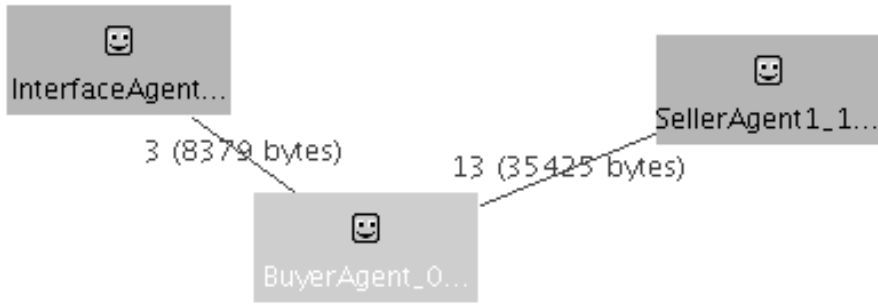 InterfaceAgent...
SellerAgent1_1...
3 (8379 bytes)
13 (35425 bytes)
BuyerAgent_0...